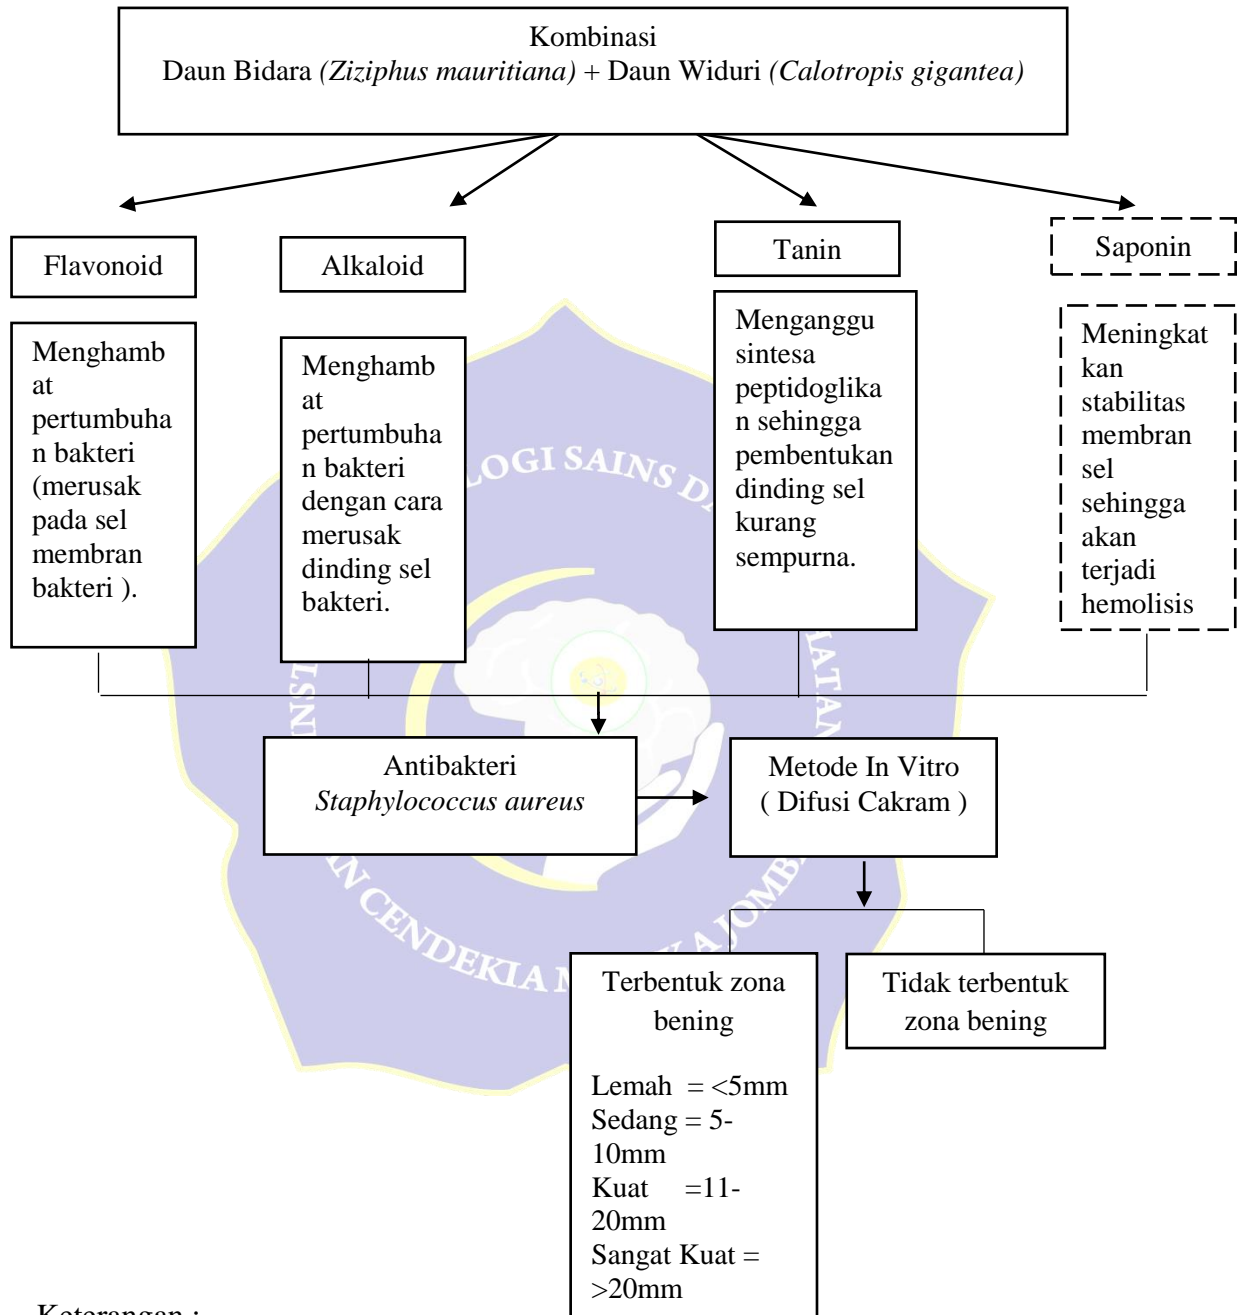 Kombinasi
Daun Bidara (Ziziphus mauritiana) + Daun Widuri (Calotropis gigantea)
Flavonoid
Alkaloid
Tanin
Saponin
Menghamb
at
pertumbuha
n bakteri
(merusak
pada sel
membran
bakteri ).
Menghamb
at
pertumbuha
n bakteri
dengan cara
merusak
dinding sel
bakteri.
Menganggu
sintesa
peptidoglika
n sehingga
pembentukan
dinding sel
kurang
sempurna.
Meningkat
kan
stabilitas
membran
sel
sehingga
akan
terjadi
hemolisis
Antibakteri
Staphylococcus aureus
Metode In Vitro
( Difusi Cakram )
Terbentuk zona
bening
Lemah = <5mm
Sedang = 5-
10mm
Kuat =11-
20mm
Sangat Kuat =
>20mm
Tidak terbentuk
zona bening
LOGI SAINS
CENDEKIA
Keterangan :